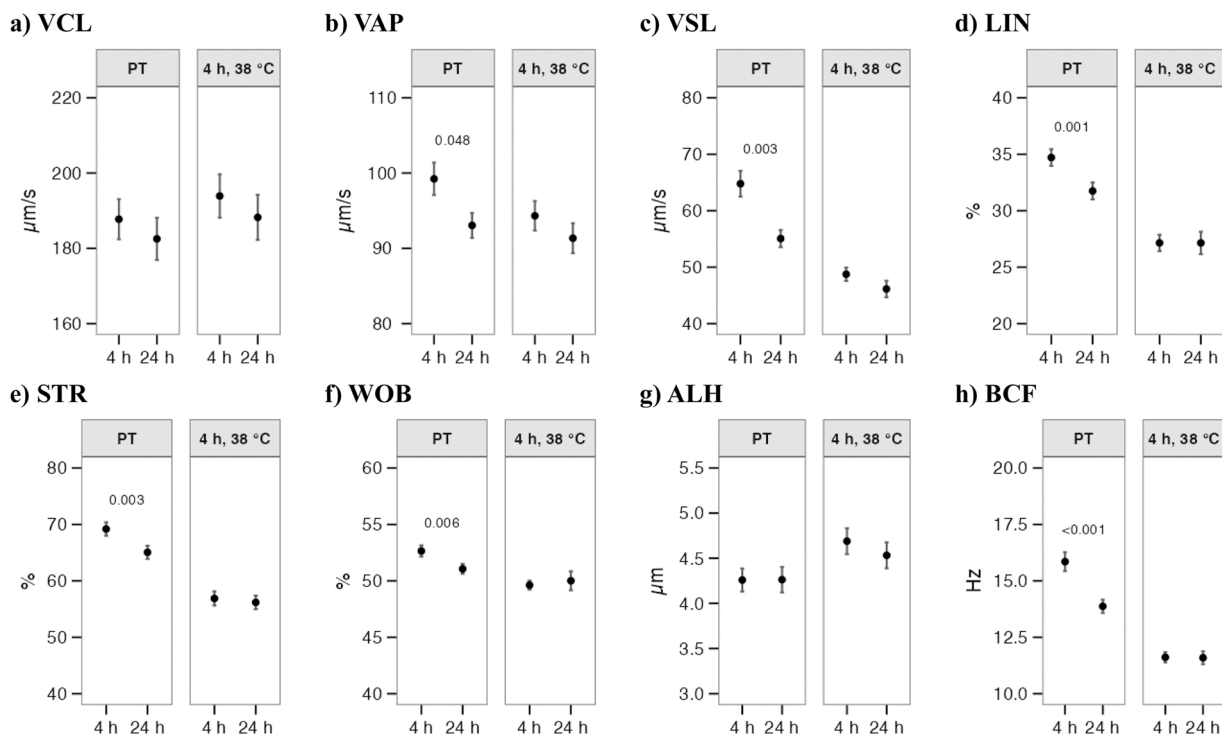 a) VCL
PT
4 h, 38 °C
220
200
180
160
µm/s
4 h 24 h
4 h 24 h
b) VAP
PT
4 h, 38 °C
110
100
90
80
µm/s
0.048
4 h 24 h
4 h 24 h
c) VSL
PT
4 h, 38 °C
80
70
60
50
40
µm/s
0.003
4 h 24 h
4 h 24 h
d) LIN
PT
4 h, 38 °C
40
35
30
25
20
%
0.001
4 h 24 h
4 h 24 h
e) STR
PT
4 h, 38 °C
80
70
60
50
40
%
0.003
4 h 24 h
4 h 24 h
f) WOB
PT
4 h, 38 °C
60
55
50
45
40
%
0.006
4 h 24 h
4 h 24 h
g) ALH
PT
4 h, 38 °C
5.5
5.0
4.5
4.0
3.5
3.0
µm
4 h 24 h
4 h 24 h
h) BCF
PT
4 h, 38 °C
20.0
17.5
15.0
12.5
10.0
Hz
<0.001
4 h 24 h
4 h 24 h